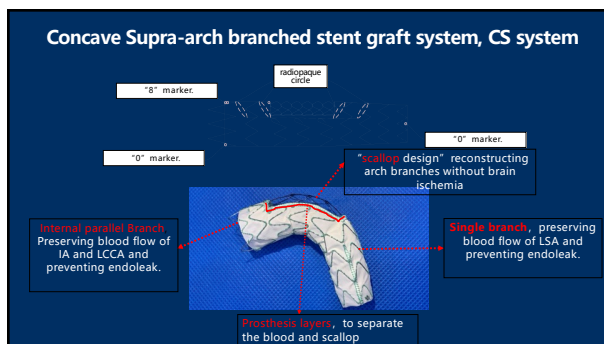 Concave Supra-arch branched stent graft system, CS system
radiopaque
circle
“8” marker.
“0” marker.
“0” marker.
“scallop design” reconstructing
arch branches without brain
ischemia
Internal parallel Branch
Preserving blood flow of
IA and LCCA and
preventing endoleak.
Single branch, preserving
blood flow of LSA and
preventing endoleak.
Prosthesis layers, to separate
the blood and scallop